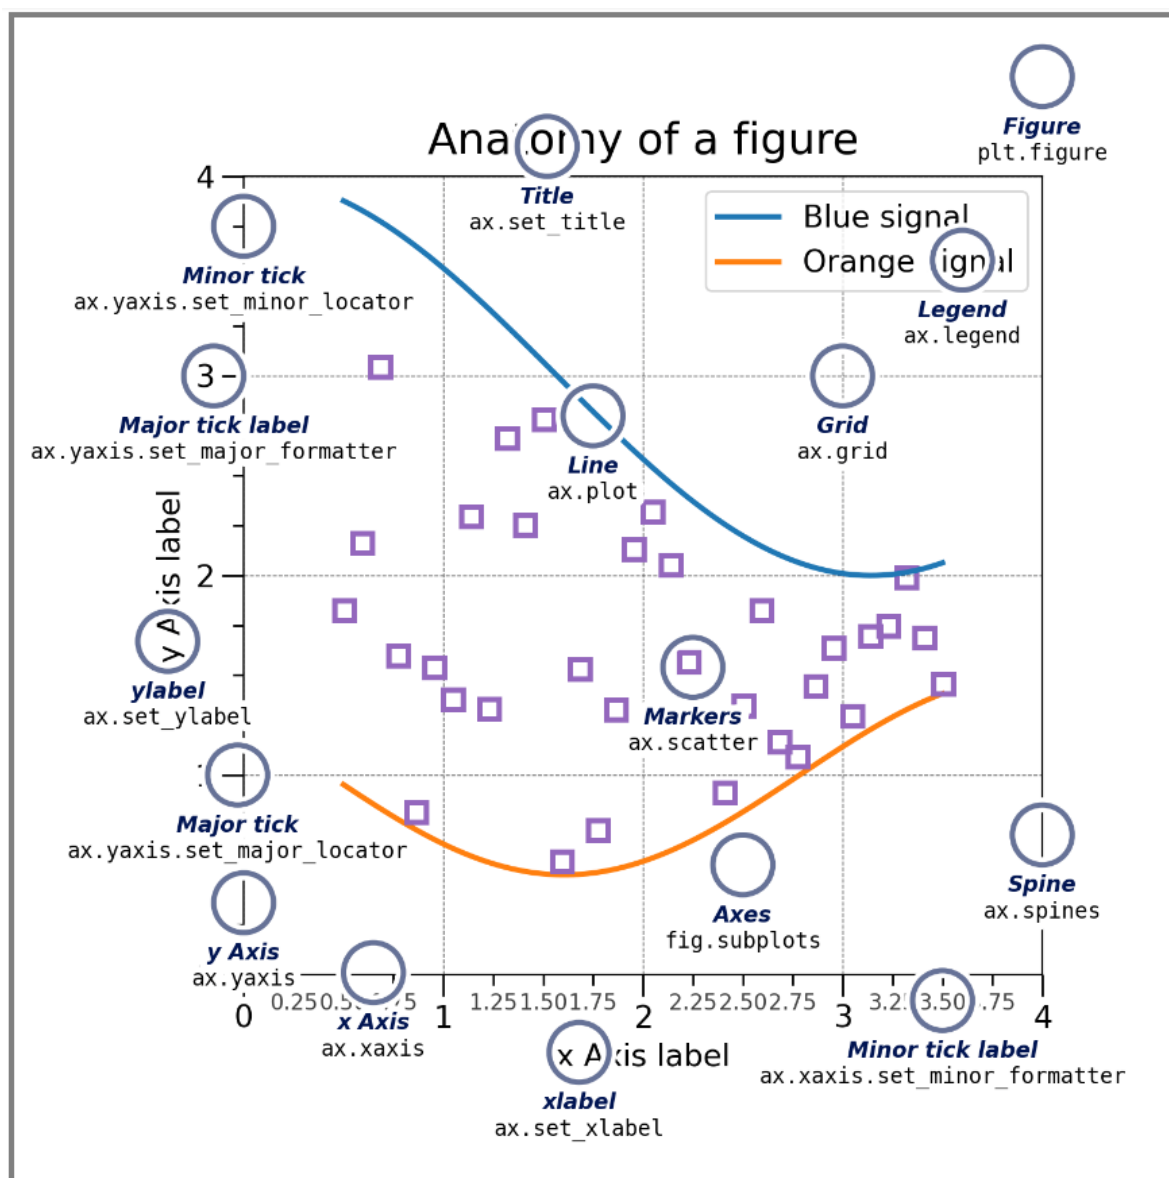 Figure
plt.figure
Anatomy of a figure
Title
ax.set_title
4
Blue signal
Orange signal
Legend
ax.legend
Minor tick
ax.yaxis.set_minor_locator
3
Major tick label
ax.yaxis.set_major_formatter
Grid
ax.grid
Line
ax.plot
y Axis label
2
ylabel
ax.set_ylabel
Markers
ax.scatter
Major tick
ax.yaxis.set_major_locator
Spine
ax.spines
Axes
fig.subplots
y Axis
ax.yaxis
0.25 1.25 1.50 1.75 2.25 2.50 2.75 3.50
0 1 2 3 4
x Axis
ax.xaxis
x Axis label
Minor tick label
ax.xaxis.set_minor_formatter
xlabel
ax.set_xlabel